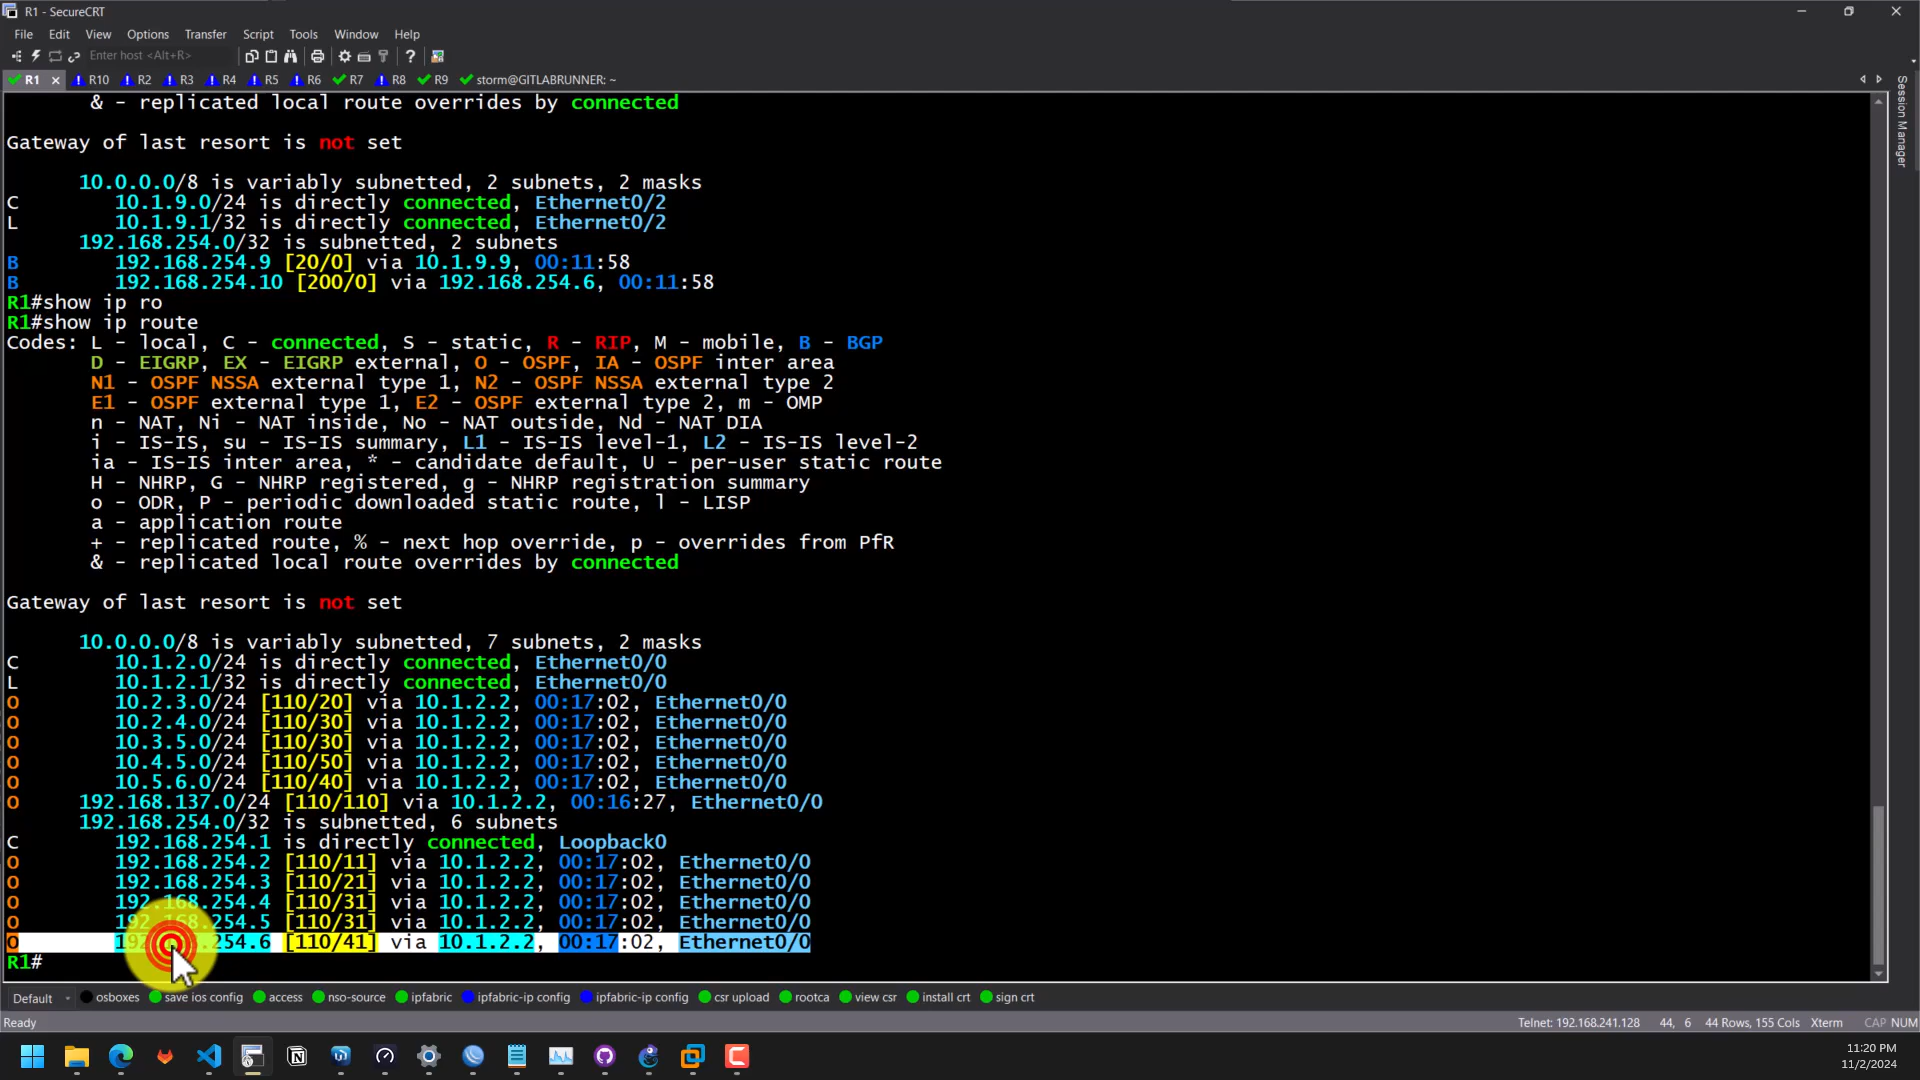 R1 - SecureCRT
File Edit View Options Transfer Script Tools Window Help
Enter host <Alt+R>
R1 R10 R2 R3 R4 R5 R6 R7 R8 R9 storm@GITLABRUNNER: ~
Session Manager
& - replicated local route overrides by connected
Gateway of last resort is not set
10.0.0.0/8 is variably subnetted, 2 subnets, 2 masks
C 10.1.9.0/24 is directly connected, Ethernet0/2
L 10.1.9.1/32 is directly connected, Ethernet0/2
192.168.254.0/32 is subnetted, 2 subnets
B 192.168.254.9 [20/0] via 10.1.9.9, 00:11:58
B 192.168.254.10 [200/0] via 192.168.254.6, 00:11:58
R1#show ip ro
R1#show ip route
Codes: L - local, C - connected, S - static, R - RIP, M - mobile, B - BGP
D - EIGRP, EX - EIGRP external, O - OSPF, IA - OSPF inter area
N1 - OSPF NSSA external type 1, N2 - OSPF NSSA external type 2
E1 - OSPF external type 1, E2 - OSPF external type 2, m - OMP
n - NAT, Ni - NAT inside, No - NAT outside, Nd - NAT DIA
i - IS-IS, su - IS-IS summary, L1 - IS-IS level-1, L2 - IS-IS level-2
ia - IS-IS inter area, * - candidate default, U - per-user static route
H - NHRP, G - NHRP registered, g - NHRP registration summary
o - ODR, P - periodic downloaded static route, l - LISP
a - application route
+ - replicated route, % - next hop override, p - overrides from PfR
& - replicated local route overrides by connected
Gateway of last resort is not set
10.0.0.0/8 is variably subnetted, 7 subnets, 2 masks
C 10.1.2.0/24 is directly connected, Ethernet0/0
L 10.1.2.1/32 is directly connected, Ethernet0/0
O 10.2.3.0/24 [110/20] via 10.1.2.2, 00:17:02, Ethernet0/0
O 10.2.4.0/24 [110/30] via 10.1.2.2, 00:17:02, Ethernet0/0
O 10.3.5.0/24 [110/30] via 10.1.2.2, 00:17:02, Ethernet0/0
O 10.4.5.0/24 [110/50] via 10.1.2.2, 00:17:02, Ethernet0/0
O 10.5.6.0/24 [110/40] via 10.1.2.2, 00:17:02, Ethernet0/0
O 192.168.137.0/24 [110/110] via 10.1.2.2, 00:16:27, Ethernet0/0
192.168.254.0/32 is subnetted, 6 subnets
C 192.168.254.1 is directly connected, Loopback0
O 192.168.254.2 [110/11] via 10.1.2.2, 00:17:02, Ethernet0/0
O 192.168.254.3 [110/21] via 10.1.2.2, 00:17:02, Ethernet0/0
O 192.168.254.4 [110/31] via 10.1.2.2, 00:17:02, Ethernet0/0
O 192.168.254.5 [110/31] via 10.1.2.2, 00:17:02, Ethernet0/0
O [110/41] via 10.1.2.2, 00:17:02, Ethernet0/0
R1#
Default osboxes save ios config access nso-source ipfabric ipfabric-ip config ipfabric-ip config csr upload rootca view csr install crt sign crt
Ready Telnet: 192.168.241.128 44, 6 44 Rows, 155 Cols Xterm CAP NUM
11:20 PM
11/2/2024